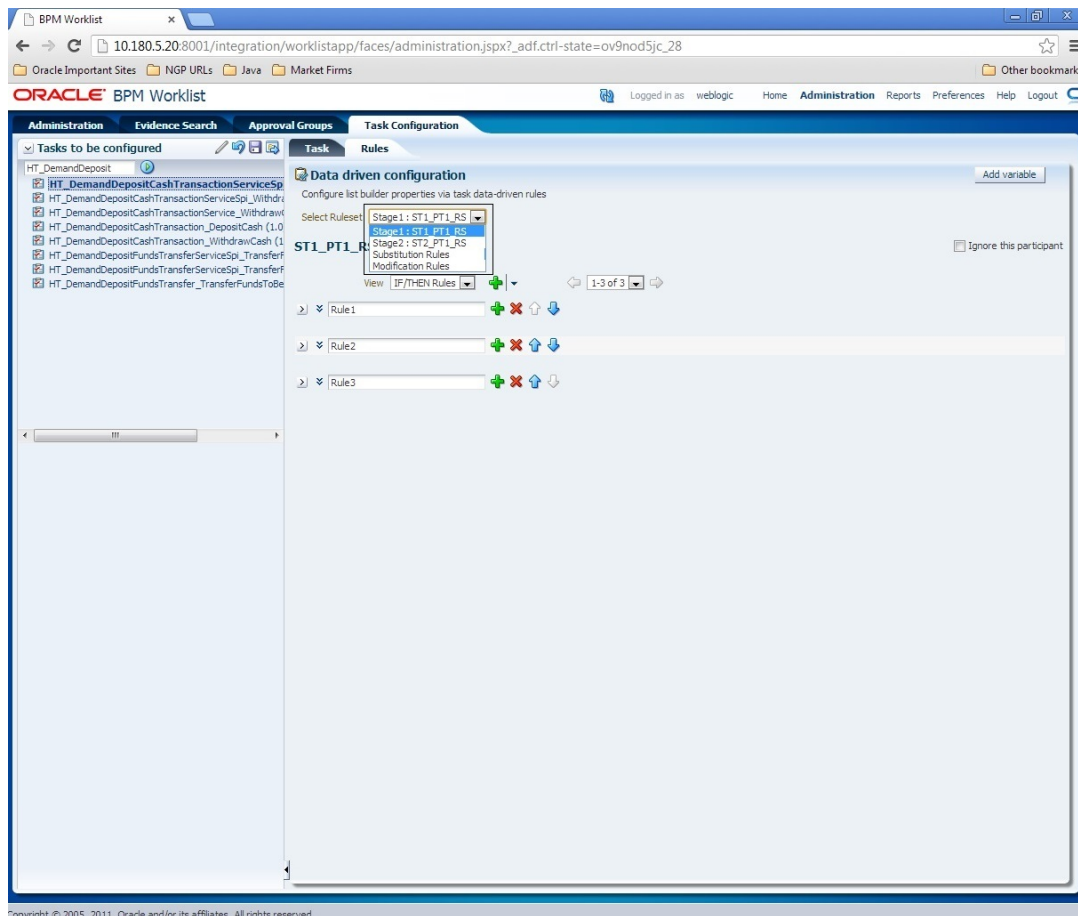 BPM Worklist
10.180.5.20:8001/integration/worklistapp/faces/administration.jspx?_adf.ctrl-state=ov9nod5jc_28
Oracle Important Sites NGP URLs Java Market Firms Other bookmark
ORACLE BPM Worklist Logged in as weblogic Home Administration Reports Preferences Help Logout
Administration Evidence Search Approval Groups Task Configuration
Tasks to be configured Task Rules
HT_DemandDeposit
HT_DemandDepositCashTransactionServiceSp
HT_DemandDepositCashTransactionServiceSpi_Withdra
HT_DemandDepositCashTransactionService_Withdraw
HT_DemandDepositCashTransaction_DepositCash (1.0
HT_DemandDepositCashTransaction_WithdrawCash (1
HT_DemandDepositFundsTransferServiceSpi_TransferF
HT_DemandDepositFundsTransferServiceSpi_TransferF
HT_DemandDepositFundsTransfer_TransferFundsToBe
Data driven configuration Add variable
Configure list builder properties via task data-driven rules
Select Ruleset Stage1 : ST1_PT1_RS
Stage1 : ST1_PT1_RS
Stage2 : ST2_PT1_RS
Substitution Rules
Modification Rules
ST1_PT1_R Ignore this participant
View IF/THEN Rules 1-3 of 3
Rule1
Rule2
Rule3
Copyright © 2005, 2011, Oracle and/or its affiliates. All rights reserved.